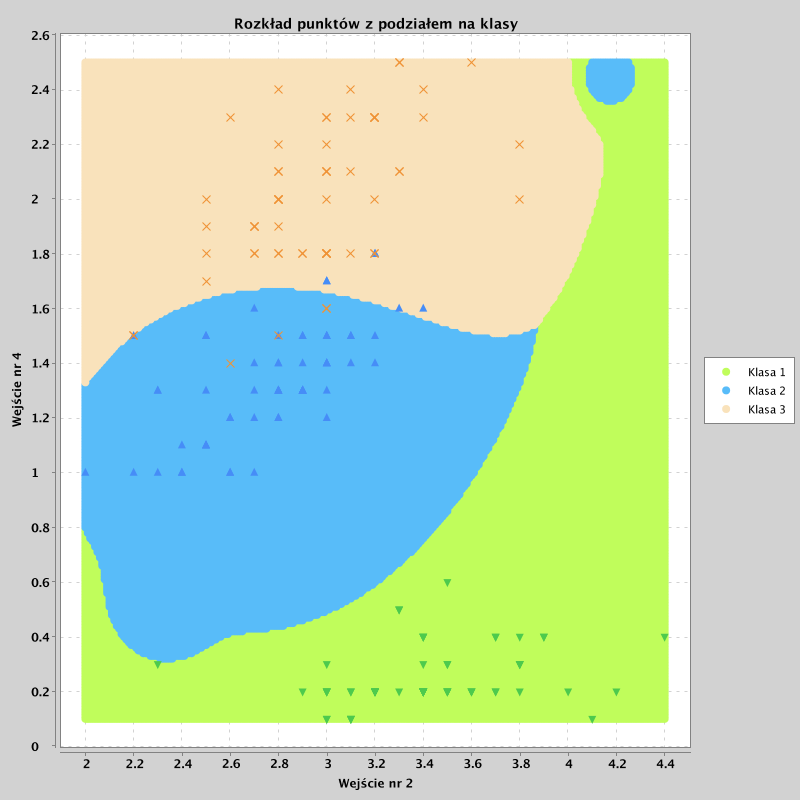 Rozkład punktów z podziałem na klasy
2.6
2.4
2.2
2
1.8
1.6
1.4
1.2
1
0.8
0.6
0.4
0.2
0
Wejście nr 4
2 2.2 2.4 2.6 2.8 3 3.2 3.4 3.6 3.8 4 4.2 4.4
Wejście nr 2
Klasa 1
Klasa 2
Klasa 3